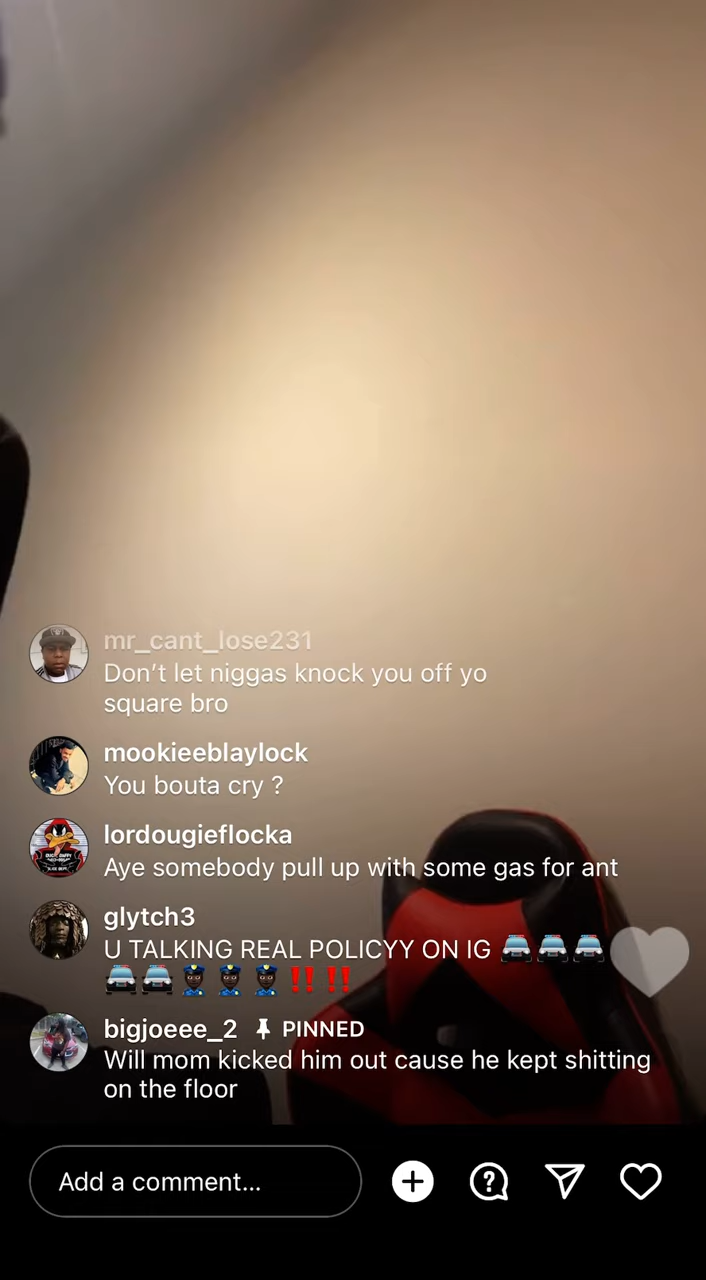 mr_cant_lose231
Don’t let niggas knock you off yo
square bro
mookieeblaylock
You bouta cry ?
lordougieflocka
Aye somebody pull up with some gas for ant
glytch3
U TALKING REAL POLICYY ON IG 🚔🚔🚔
🚔🚔👮🏿‍♂️👮🏿‍♂️👮🏿‍♂️‼️‼️
bigjoeee_2 📌 PINNED
Will mom kicked him out cause he kept shitting
on the floor
Add a comment...